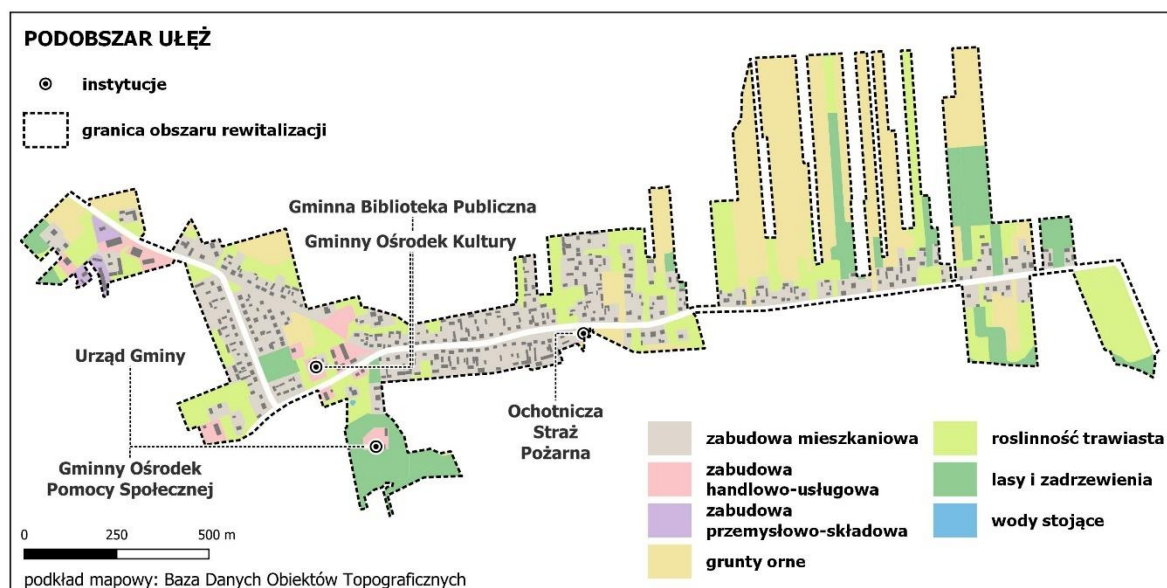 PODOBSZAR UŁĘŻ
instytucje
granica obszaru rewitalizacji
Gminna Biblioteka Publiczna
Gminny Ośrodek Kultury
Urząd Gminy
Gminny Ośrodek
Pomocy Społecznej
Ochotnicza
Straż
Pożarna
zabudowa mieszkaniowa
zabudowa
handlowo-usługowa
zabudowa
przemysłowo-składowa
grunty orne
roslinność trawiasta
lasy i zadrzewienia
wody stojące
0 250 500 m
podkład mapowy: Baza Danych Obiektów Topograficznych